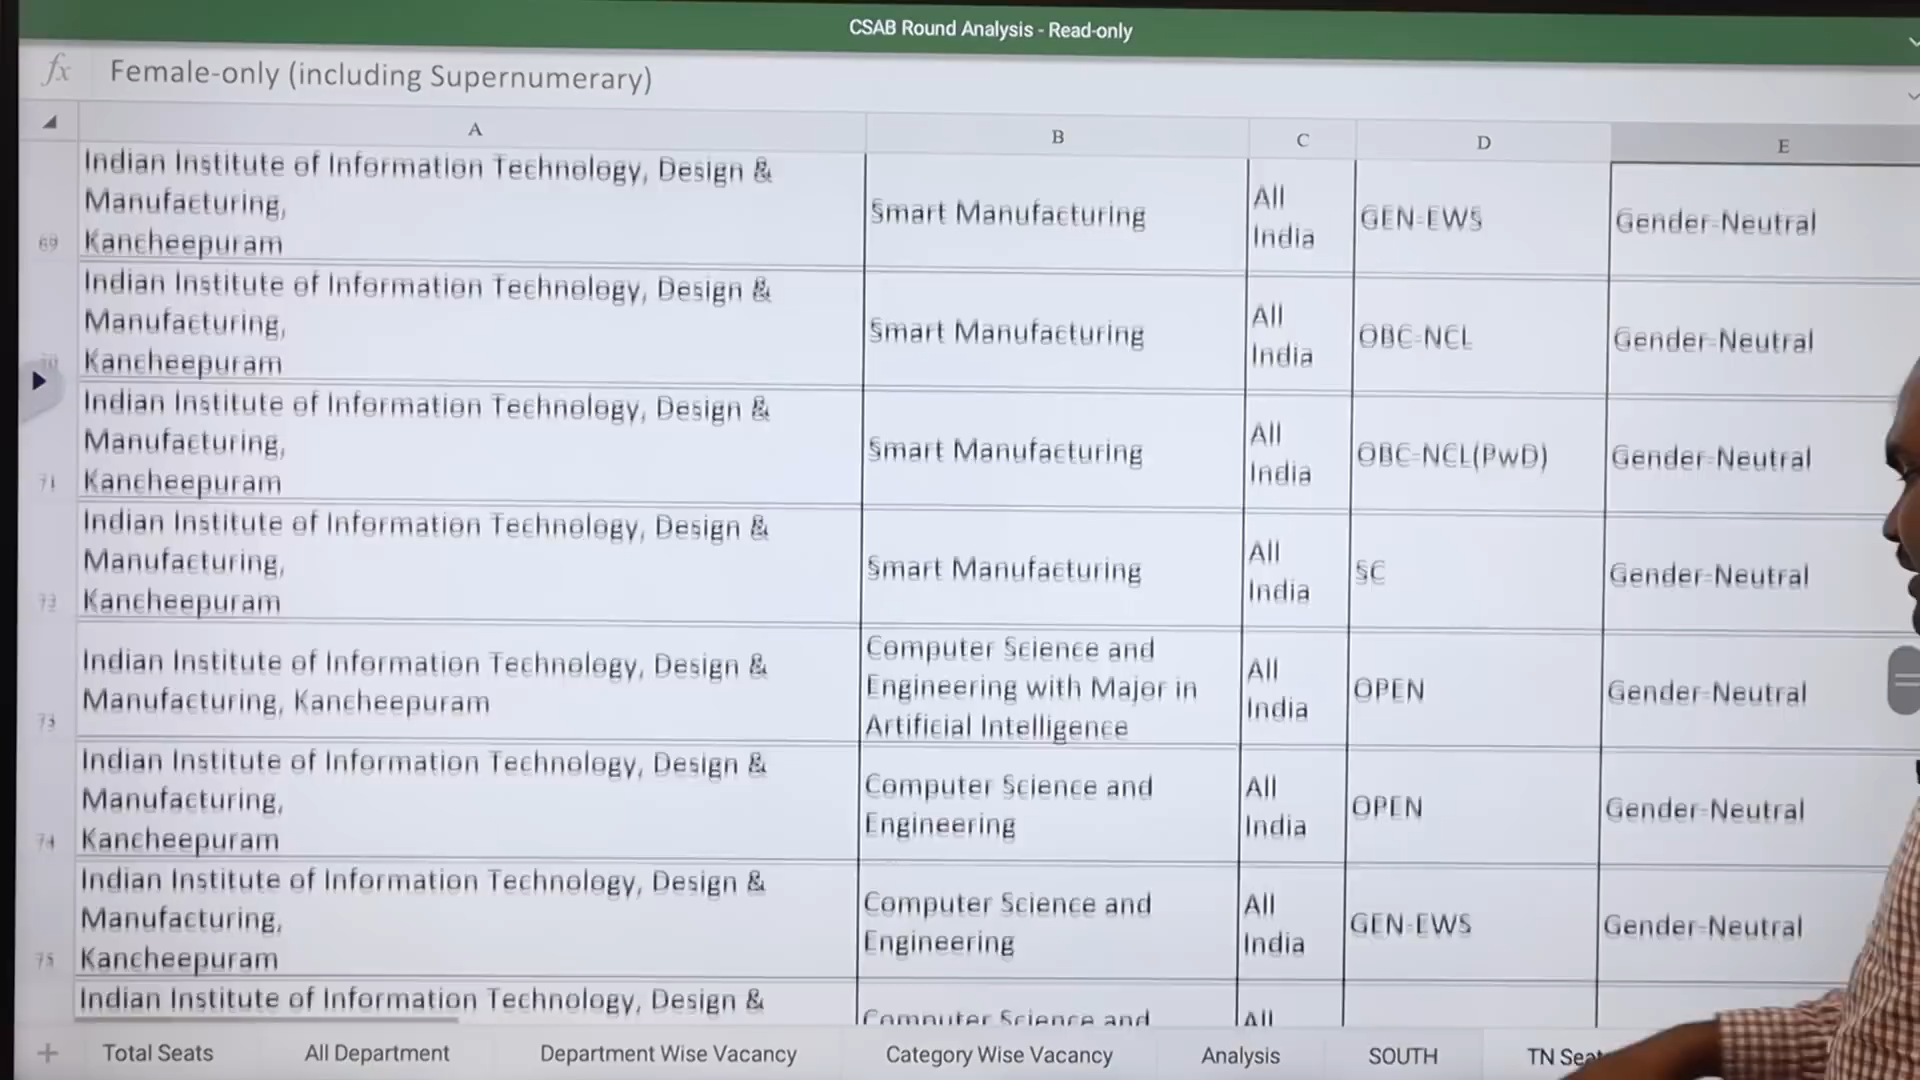 CSAB Round Analysis - Read-only
fx Female-only (including Supernumerary)
A B C D E
Indian Institute of Information Technology, Design &
Manufacturing,
Kancheepuram
69
Smart Manufacturing
All
India
GEN-EWS
Gender-Neutral
Indian Institute of Information Technology, Design &
Manufacturing,
Kancheepuram
70
Smart Manufacturing
All
India
OBC-NCL
Gender-Neutral
Indian Institute of Information Technology, Design &
Manufacturing,
Kancheepuram
71
Smart Manufacturing
All
India
OBC-NCL(PwD)
Gender-Neutral
Indian Institute of Information Technology, Design &
Manufacturing,
Kancheepuram
72
Smart Manufacturing
All
India
SC
Gender-Neutral
Indian Institute of Information Technology, Design &
Manufacturing, Kancheepuram
73
Computer Science and
Engineering with Major in
Artificial Intelligence
All
India
OPEN
Gender-Neutral
Indian Institute of Information Technology, Design &
Manufacturing,
Kancheepuram
74
Computer Science and
Engineering
All
India
OPEN
Gender-Neutral
Indian Institute of Information Technology, Design &
Manufacturing,
Kancheepuram
75
Computer Science and
Engineering
All
India
GEN-EWS
Gender-Neutral
Indian Institute of Information Technology, Design &
Computer Science and
All
+ Total Seats All Department Department Wise Vacancy Category Wise Vacancy Analysis SOUTH TN